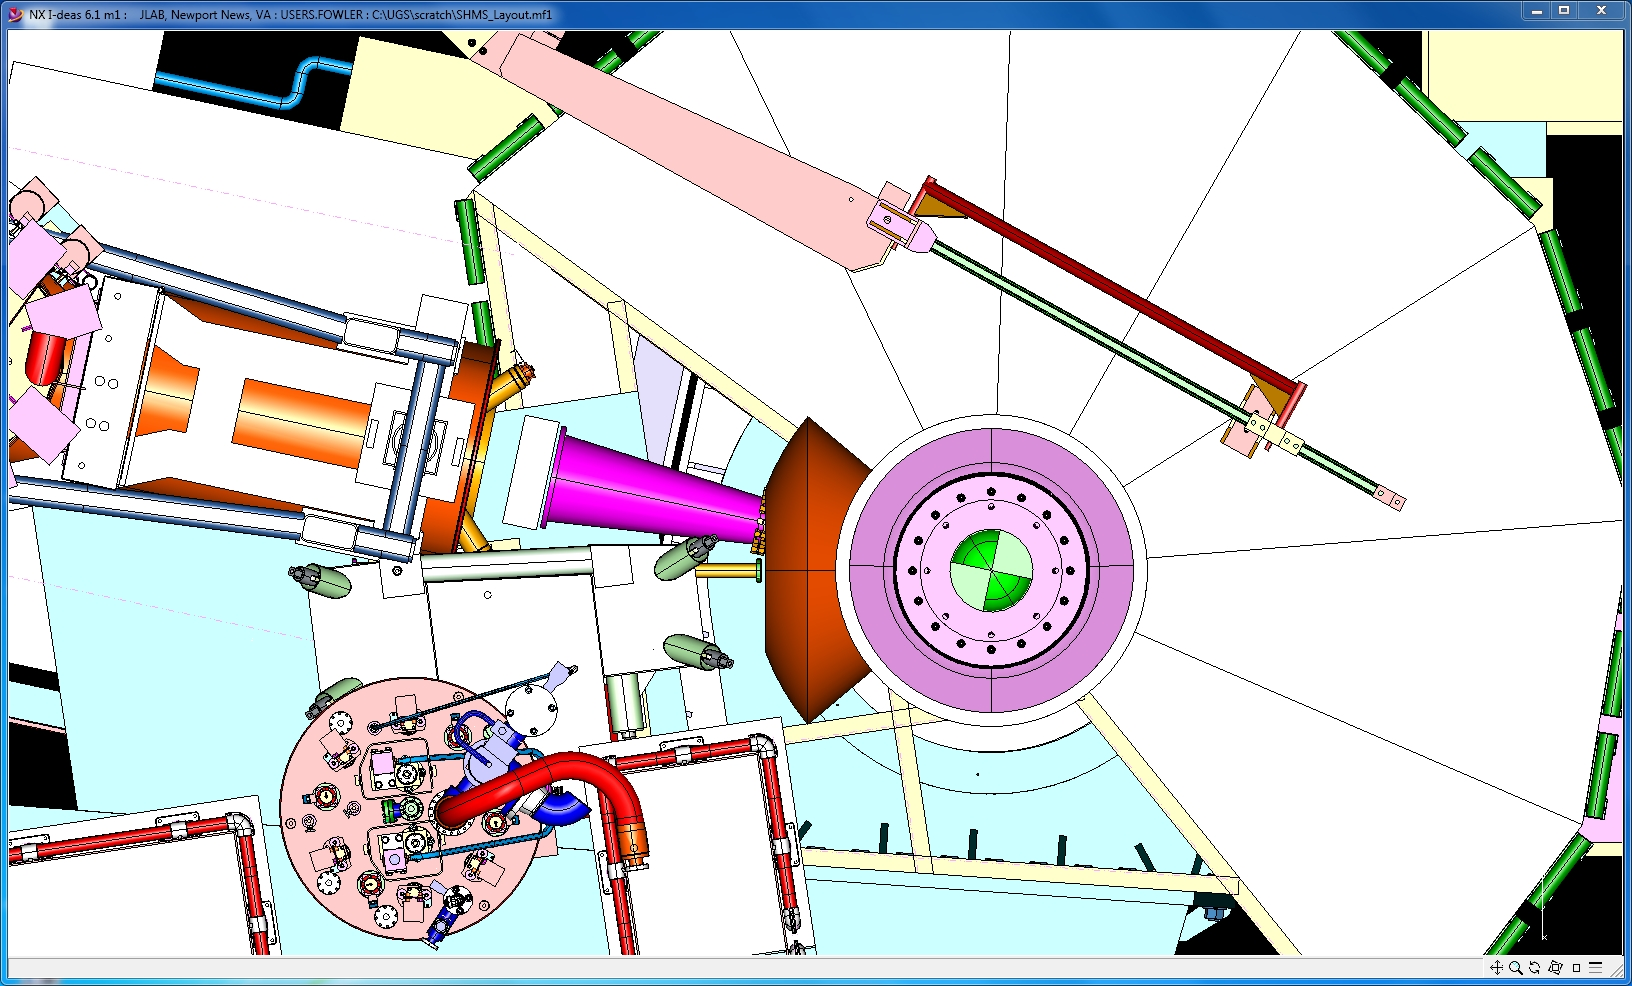 NX I-deas 6.1 m1 : JLAB, Newport News, VA : USERS.FOWLER : C:\UGS\scratch\SHMS_Layout.mf1